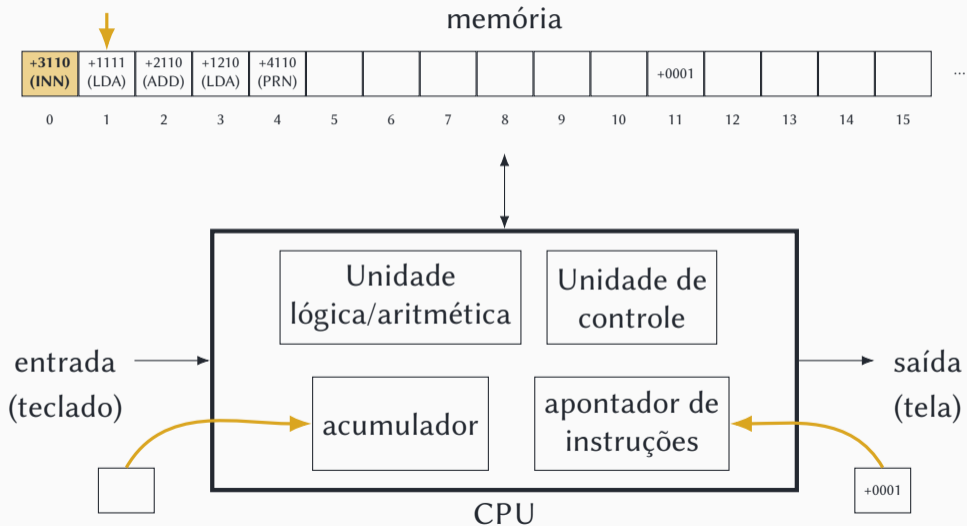 memória
+3110 +1111 +2110 +1210 +4110 +0001 ...
(INN) (LDA) (ADD) (LDA) (PRN)
0 1 2 3 4 5 6 7 8 9 10 11 12 13 14 15
Unidade
lógica/aritmética
Unidade de
controle
entrada
(teclado)
saída
(tela)
acumulador
apontador de
instruções
+0001
CPU